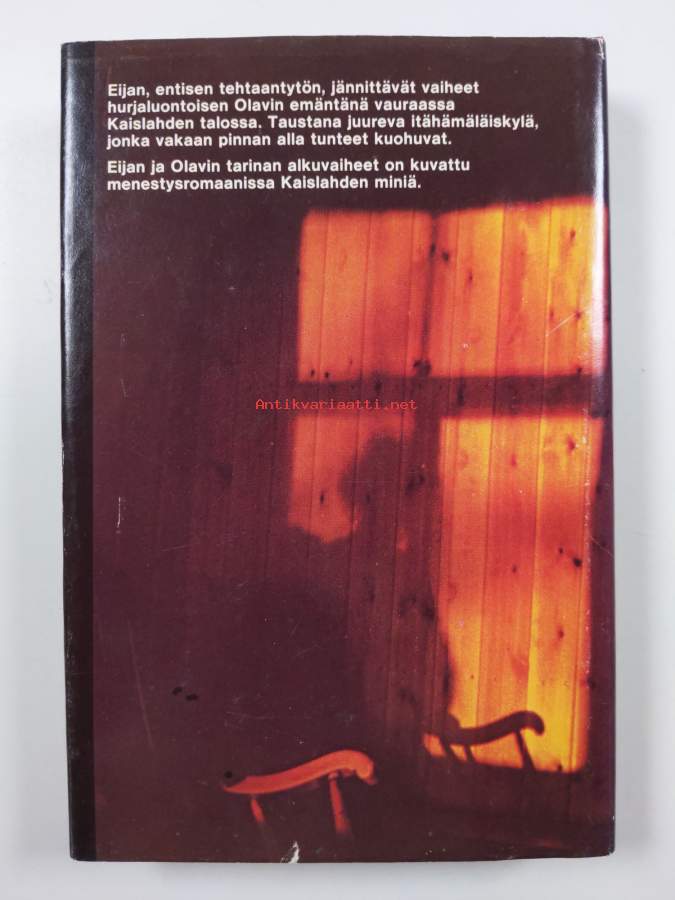 Eijan, entisen tehtaantytön, jännittävät vaiheet
hurjaluontoisen Olavin emäntänä vauraassa
Kaislahden talossa. Taustana juureva itähämäläiskylä,
jonka vakaan pinnan alla tunteet kuohuvat.
Eijan ja Olavin tarinan alkuvaiheet on kuvattu
menestysromaanissa Kaislahden miniä.
Antikvariaatti.net